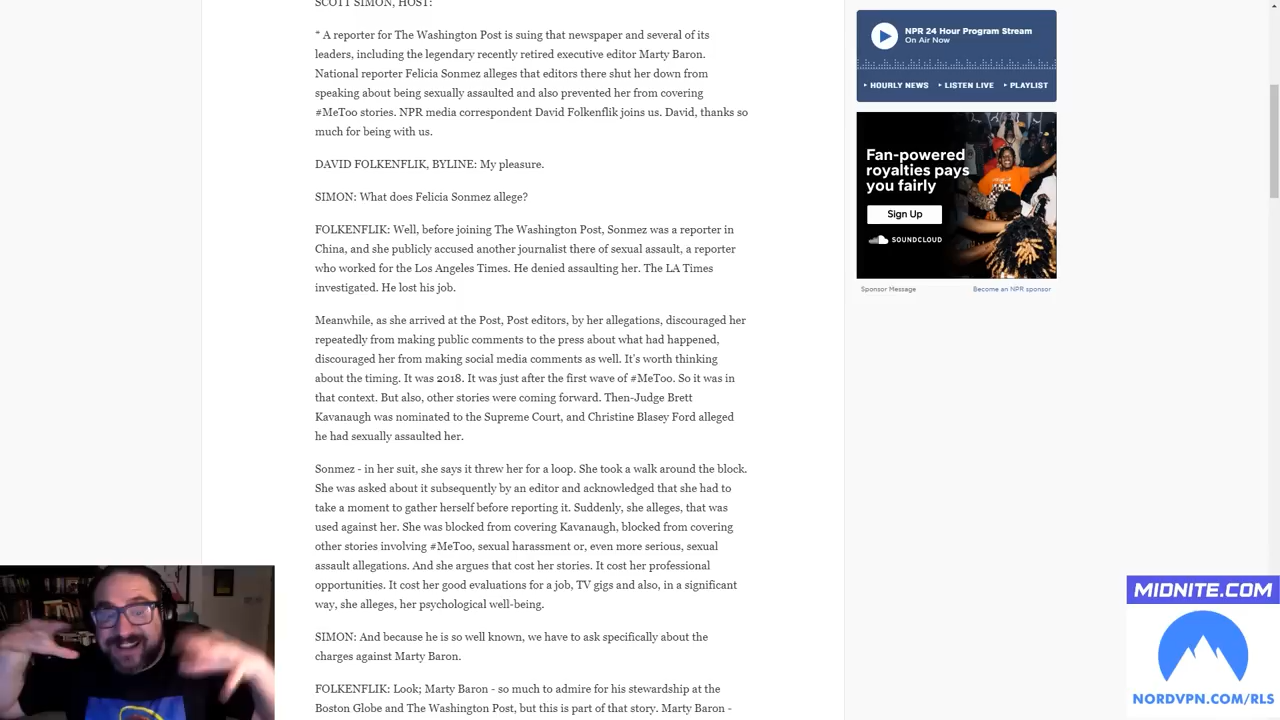 SCOTT SIMON, HOST:
* A reporter for The Washington Post is suing that newspaper and several of its
leaders, including the legendary recently retired executive editor Marty Baron.
National reporter Felicia Sonmez alleges that editors there shut her down from
speaking about being sexually assaulted and also prevented her from covering
#MeToo stories. NPR media correspondent David Folkenflik joins us. David, thanks so
much for being with us.
DAVID FOLKENFLIK, BYLINE: My pleasure.
SIMON: What does Felicia Sonmez allege?
FOLKENFLIK: Well, before joining The Washington Post, Sonmez was a reporter in
China, and she publicly accused another journalist there of sexual assault, a reporter
who worked for the Los Angeles Times. He denied assaulting her. The LA Times
investigated. He lost his job.
Meanwhile, as she arrived at the Post, Post editors, by her allegations, discouraged her
repeatedly from making public comments to the press about what had happened,
discouraged her from making social media comments as well. It's worth thinking
about the timing. It was 2018. It was just after the first wave of #MeToo. So it was in
that context. But also, other stories were coming forward. Then-Judge Brett
Kavanaugh was nominated to the Supreme Court, and Christine Blasey Ford alleged
he had sexually assaulted her.
Sonmez - in her suit, she says it threw her for a loop. She took a walk around the block.
She was asked about it subsequently by an editor and acknowledged that she had to
take a moment to gather herself before reporting it. Suddenly, she alleges, that was
used against her. She was blocked from covering Kavanaugh, blocked from covering
other stories involving #MeToo, sexual harassment or, even more serious, sexual
assault allegations. And she argues that cost her stories. It cost her professional
opportunities. It cost her good evaluations for a job, TV gigs and also, in a significant
way, she alleges, her psychological well-being.
SIMON: And because he is so well known, we have to ask specifically about the
charges against Marty Baron.
FOLKENFLIK: Look; Marty Baron - so much to admire for his stewardship at the
Boston Globe and The Washington Post, but this is part of that story. Marty Baron -
NPR 24 Hour Program Stream
On Air Now
HOURLY NEWS LISTEN LIVE PLAYLIST
Fan-powered
royalties pays
you fairly
Sign Up
SOUNDCLOUD
Sponsor Message Become an NPR sponsor
MIDNITE.COM
NORDVPN.COM/RLS